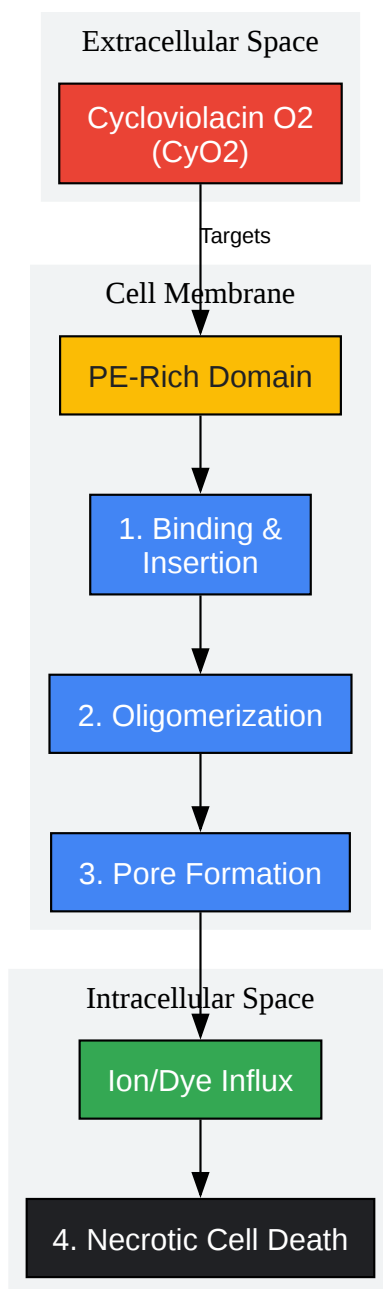 Extracellular Space
Cycloviolacin O2
(CyO2)
Targets
Cell Membrane
PE-Rich Domain
1. Binding &
Insertion
2. Oligomerization
3. Pore Formation
Intracellular Space
Ion/Dye Influx
4. Necrotic Cell Death